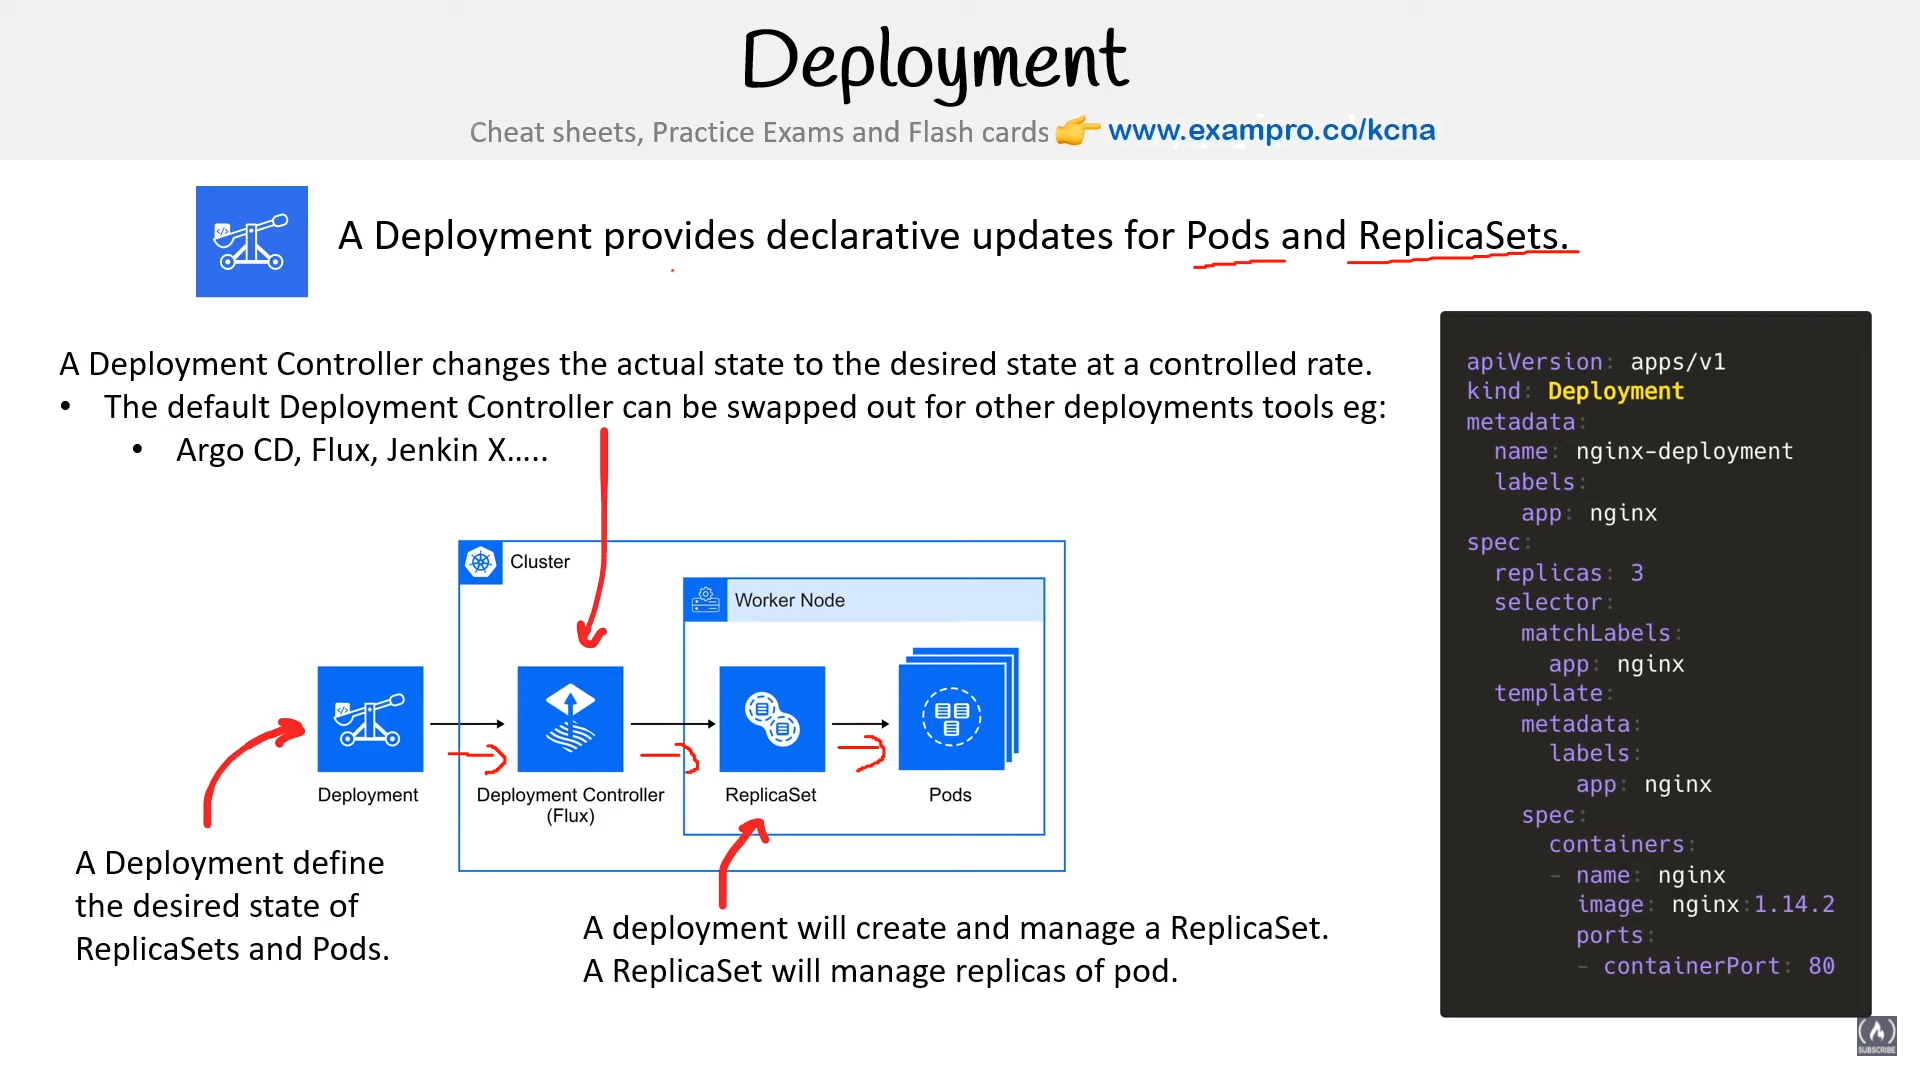 Deployment
Cheat sheets, Practice Exams and Flash cards 👉 www.exampro.co/kcna
A Deployment provides declarative updates for Pods and ReplicaSets.
A Deployment Controller changes the actual state to the desired state at a controlled rate.
• The default Deployment Controller can be swapped out for other deployments tools eg:
• Argo CD, Flux, Jenkin X…..
Cluster
Worker Node
Deployment
Deployment Controller
(Flux)
ReplicaSet
Pods
A Deployment define
the desired state of
ReplicaSets and Pods.
A deployment will create and manage a ReplicaSet.
A ReplicaSet will manage replicas of pod.
apiVersion: apps/v1
kind: Deployment
metadata:
  name: nginx-deployment
  labels:
    app: nginx
spec:
  replicas: 3
  selector:
    matchLabels:
      app: nginx
  template:
    metadata:
      labels:
        app: nginx
    spec:
      containers:
      - name: nginx
        image: nginx:1.14.2
        ports:
        - containerPort: 80
SUBSCRIBE